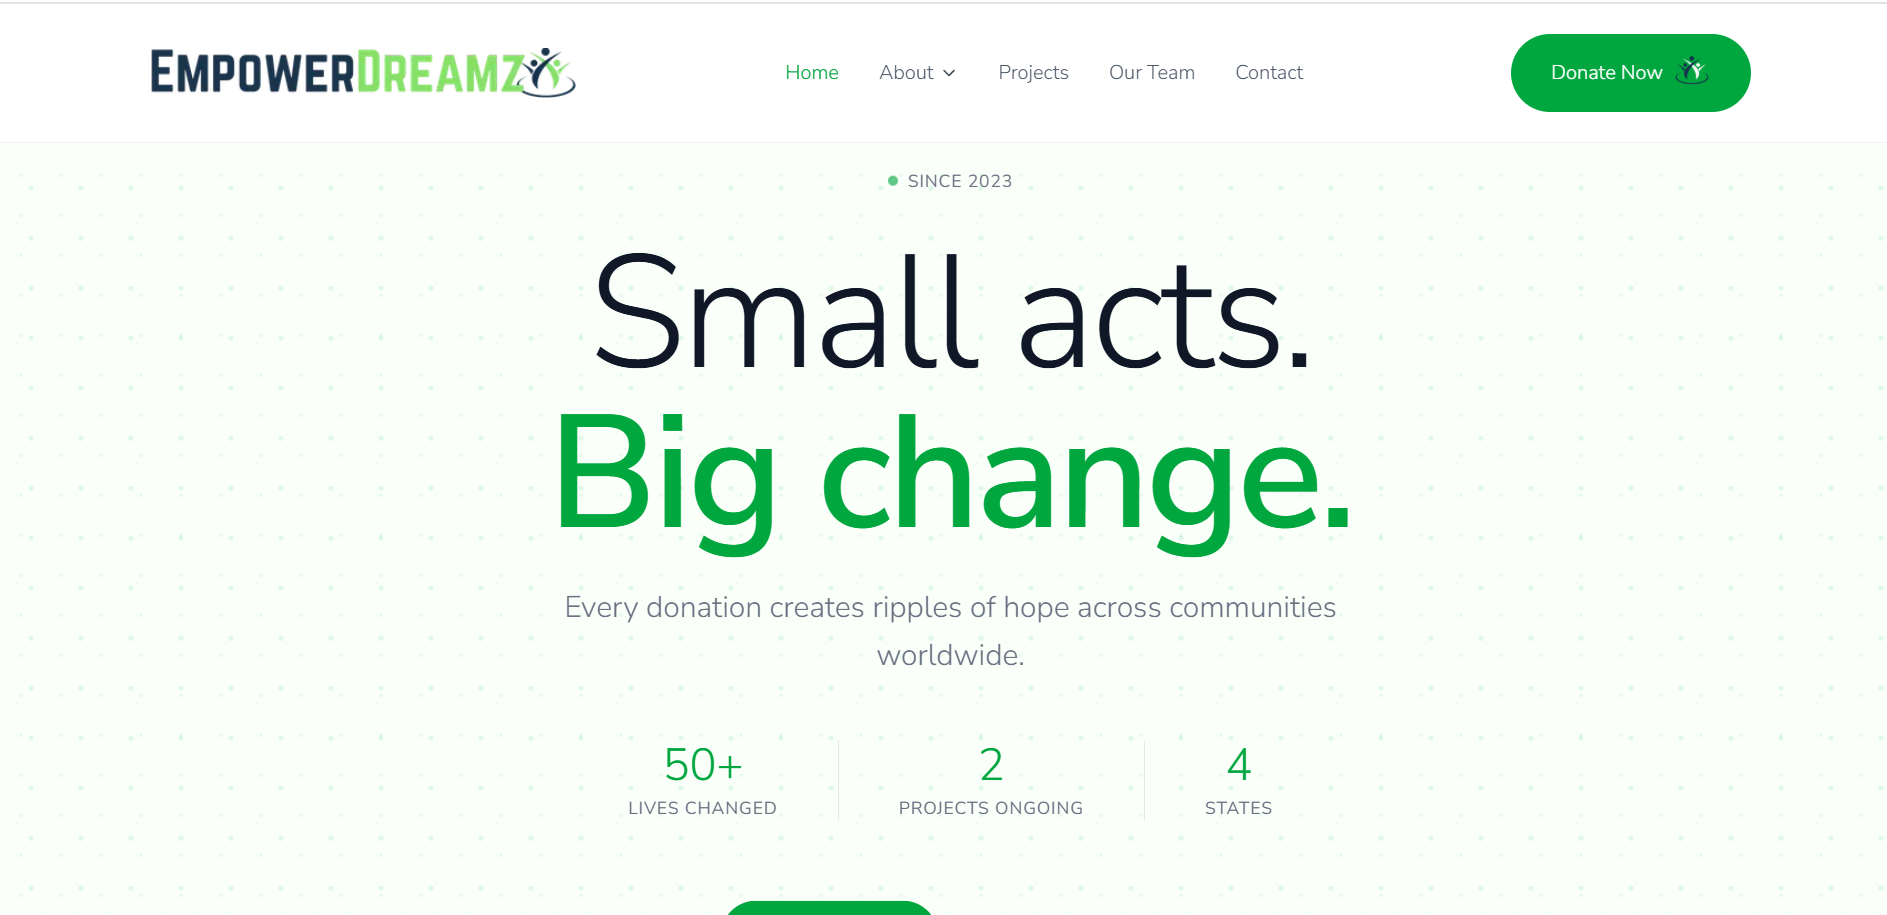 EMPOWERDREAMZ
Home About Projects Our Team Contact
Donate Now
SINCE 2023
Small acts.
Big change.
Every donation creates ripples of hope across communities
worldwide.
50+ 2 4
LIVES CHANGED PROJECTS ONGOING STATES